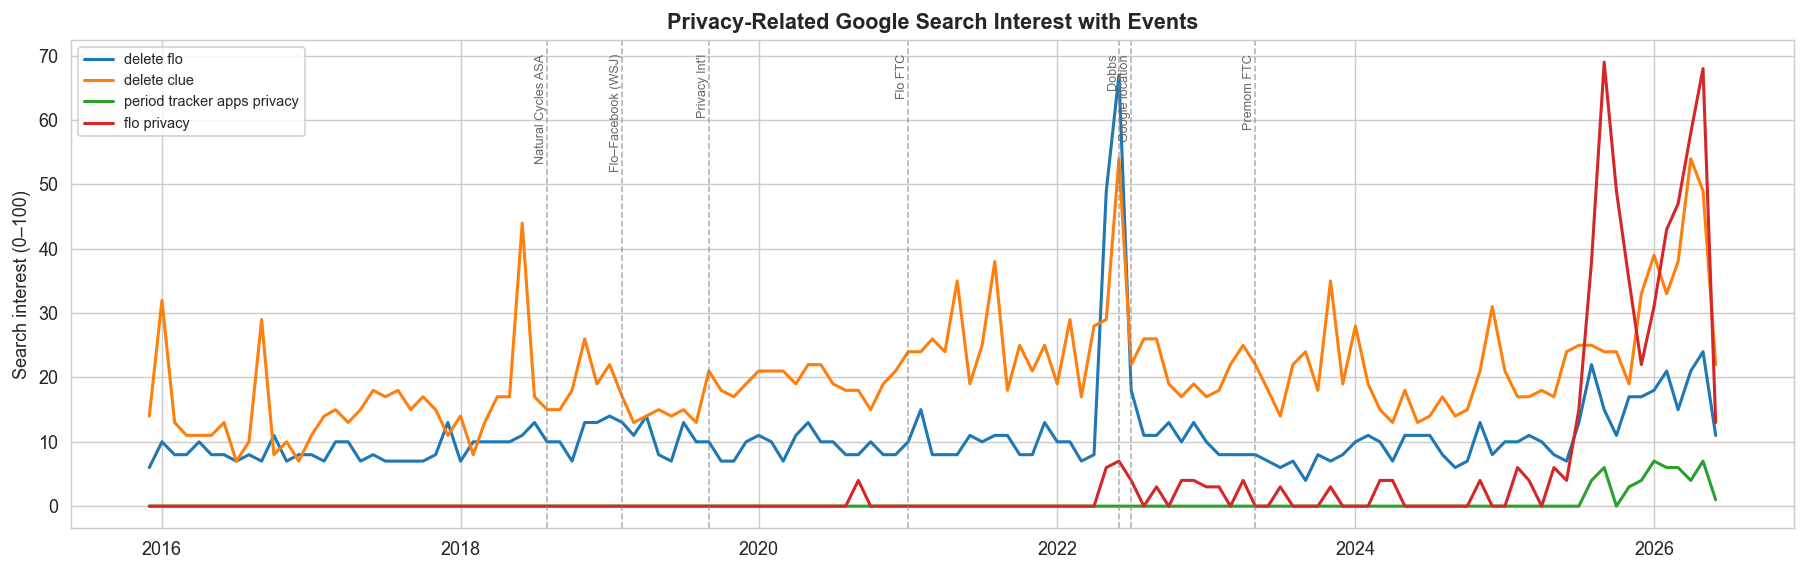 Privacy-Related Google Search Interest with Events
delete flo
delete clue
period tracker apps privacy
flo privacy
Natural Cycles ASA
Flo–Facebook (WSJ)
Privacy Int'l
Flo FTC
Dobbs
Google location
Premom FTC
Search interest (0–100)
70
60
50
40
30
20
10
0
2016
2018
2020
2022
2024
2026